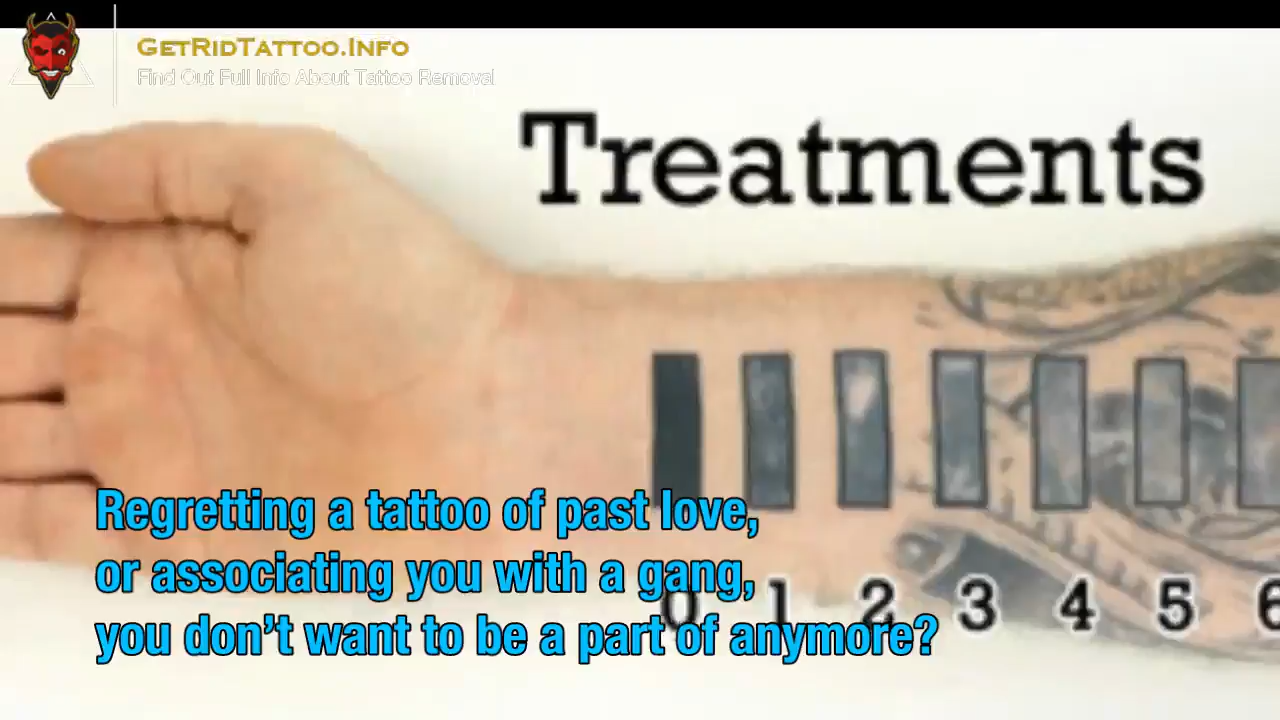 GetRidTattoo.Info
Find Out Full Info About Tattoo Removal
Treatments
Regretting a tattoo of past love,
or associating you with a gang,
you don't want to be a part of anymore?
0 1 2 3 4 5 6